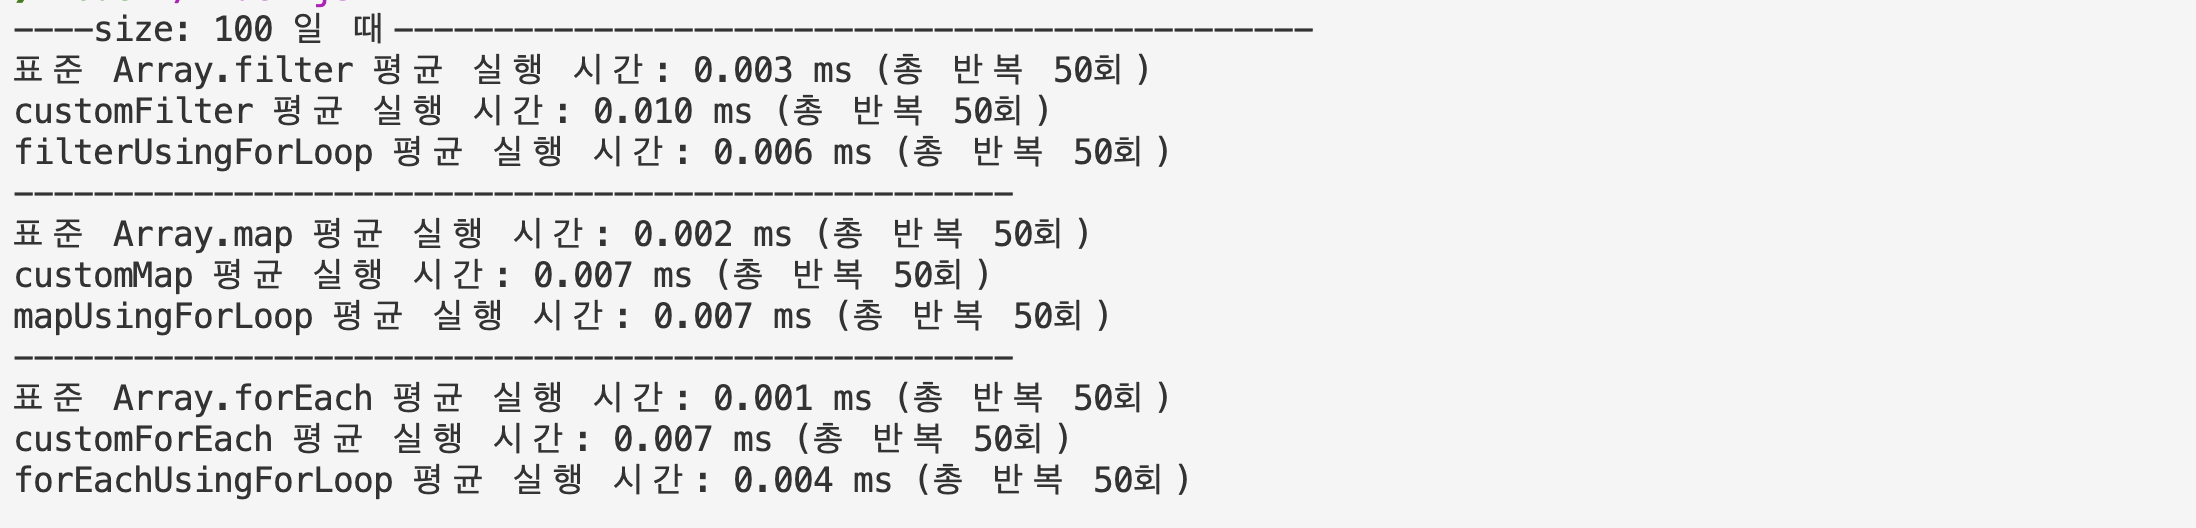 ----size: 100 일 때----------------------------------------------
표준 Array.filter 평균 실행 시간: 0.003 ms (총 반복 50회)
customFilter 평균 실행 시간: 0.010 ms (총 반복 50회)
filterUsingForLoop 평균 실행 시간: 0.006 ms (총 반복 50회)
--------------------------------------------------
표준 Array.map 평균 실행 시간: 0.002 ms (총 반복 50회)
customMap 평균 실행 시간: 0.007 ms (총 반복 50회)
mapUsingForLoop 평균 실행 시간: 0.007 ms (총 반복 50회)
--------------------------------------------------
표준 Array.forEach 평균 실행 시간: 0.001 ms (총 반복 50회)
customForEach 평균 실행 시간: 0.007 ms (총 반복 50회)
forEachUsingForLoop 평균 실행 시간: 0.004 ms (총 반복 50회)